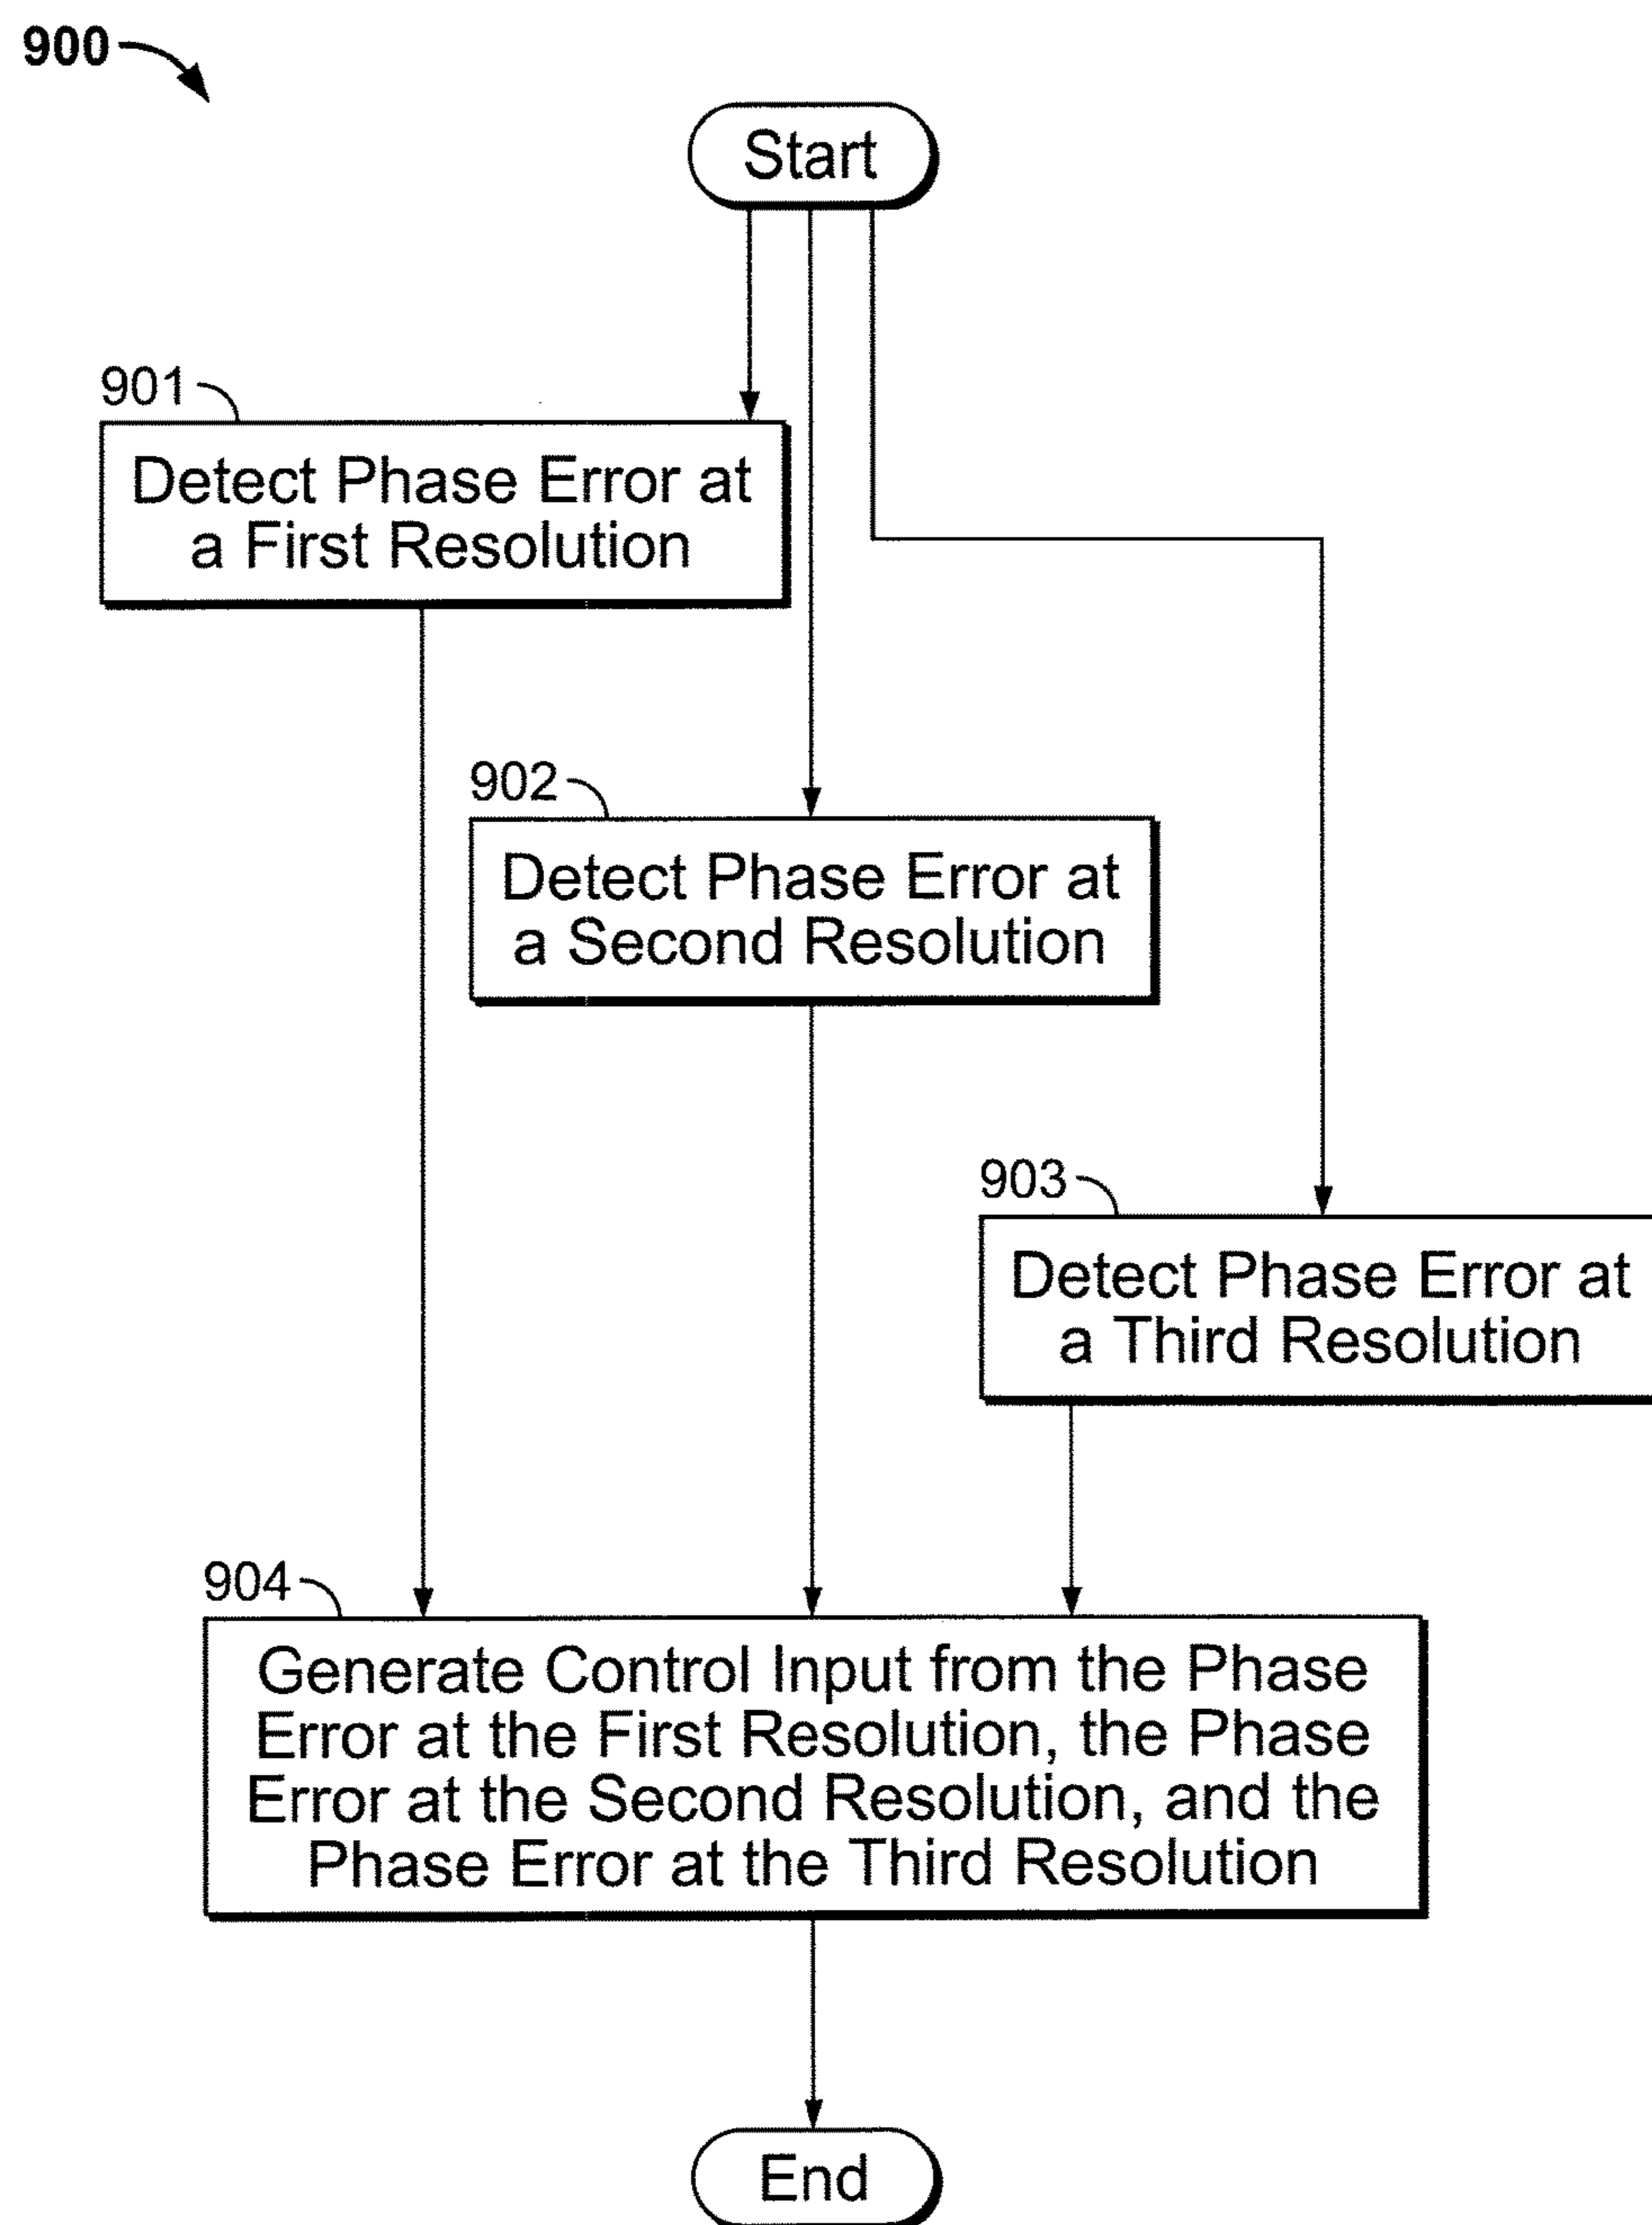 900
Start
901
Detect Phase Error at
a First Resolution
902
Detect Phase Error at
a Second Resolution
903
Detect Phase Error at
a Third Resolution
904
Generate Control Input from the Phase
Error at the First Resolution, the Phase
Error at the Second Resolution, and the
Phase Error at the Third Resolution
End